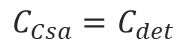 C_{Csa} = C_{det}